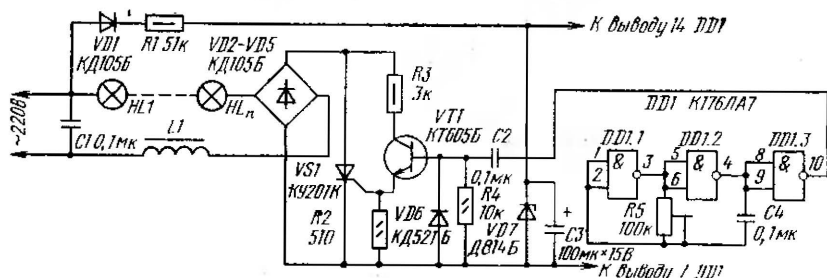 К выводу 14 DD1
VD1
КД105Б
R1 51к
VD2-VD5
КД105Б
~220В
HL1
HLn
C1 0,1мк
L1
R3
3к
VT1
КТ605Б
C2
0,1мк
VS1
КУ201К
R2
510
VD6
КД521Б
R4
10к
VD7
Д814Б
+
C3
100мк×15В
DD1 К176ЛА7
DD1.1
DD1.2
DD1.3
1
2
&
3
5
6
&
4
8
9
&
10
R5
100к
C4
0,1мк
К выводу 7 DD1